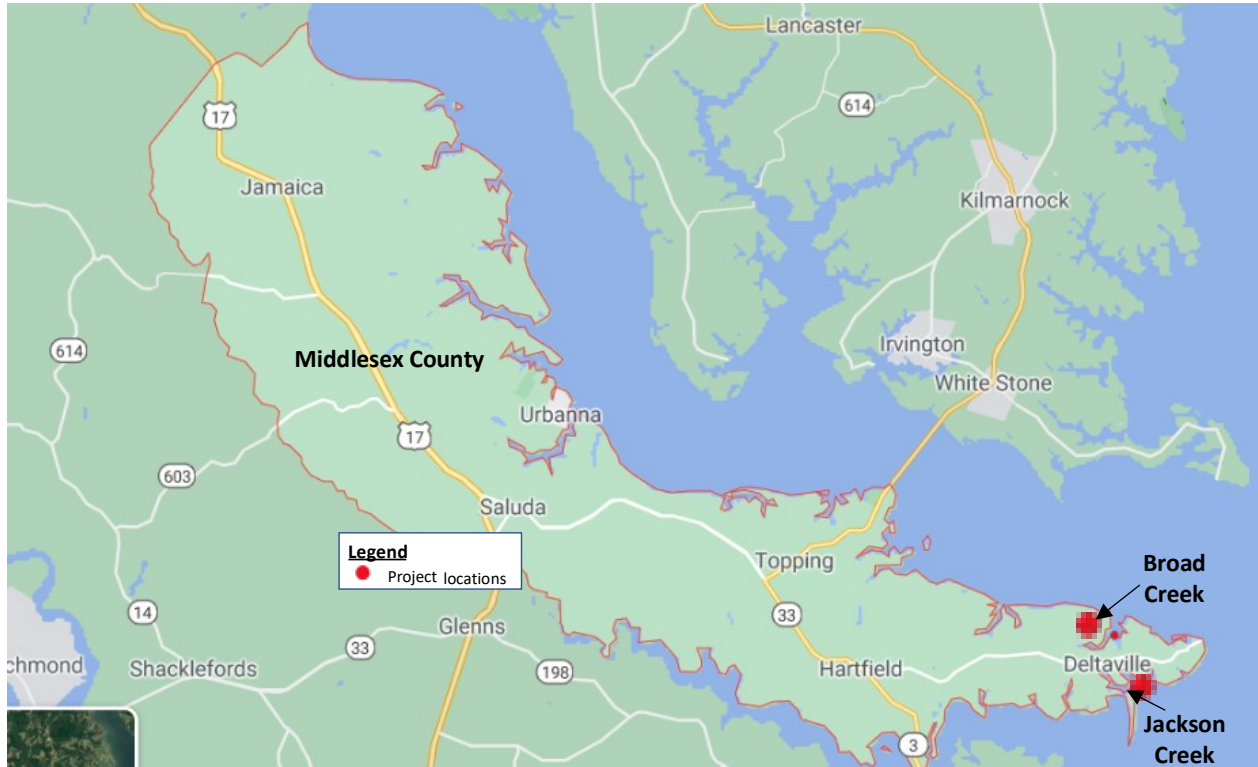 Lancaster
17
614
Jamaica
Kilmarnock
614
Middlesex County
Irvington
White Stone
Urbanna
17
603
Saluda
Legend
Project locations
Topping
Broad
Creek
14
33
Glenns
33
chmond
Shacklefords
198
Hartfield
Deltaville
3
Jackson
Creek